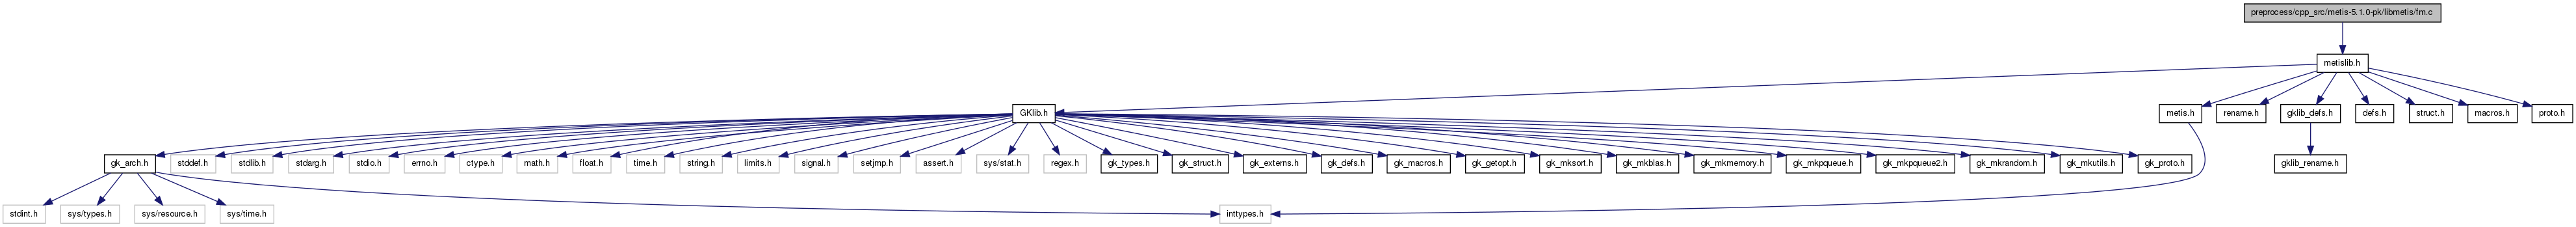 preprocess/cpp_src/metis-5.1.0-pk/libmetis/fm.c
metislib.h
GKlib.h
metis.h
rename.h
gklib_defs.h
defs.h
struct.h
macros.h
proto.h
gk_arch.h
stddef.h
stdlib.h
stdarg.h
stdio.h
errno.h
ctype.h
math.h
float.h
time.h
string.h
limits.h
signal.h
setjmp.h
assert.h
sys/stat.h
regex.h
gk_types.h
gk_struct.h
gk_externs.h
gk_defs.h
gk_macros.h
gk_getopt.h
gk_mksort.h
gk_mkblas.h
gk_mkmemory.h
gk_mkpqueue.h
gk_mkpqueue2.h
gk_mkrandom.h
gk_mkutils.h
gk_proto.h
gklib_rename.h
stdint.h
sys/types.h
sys/resource.h
sys/time.h
inttypes.h